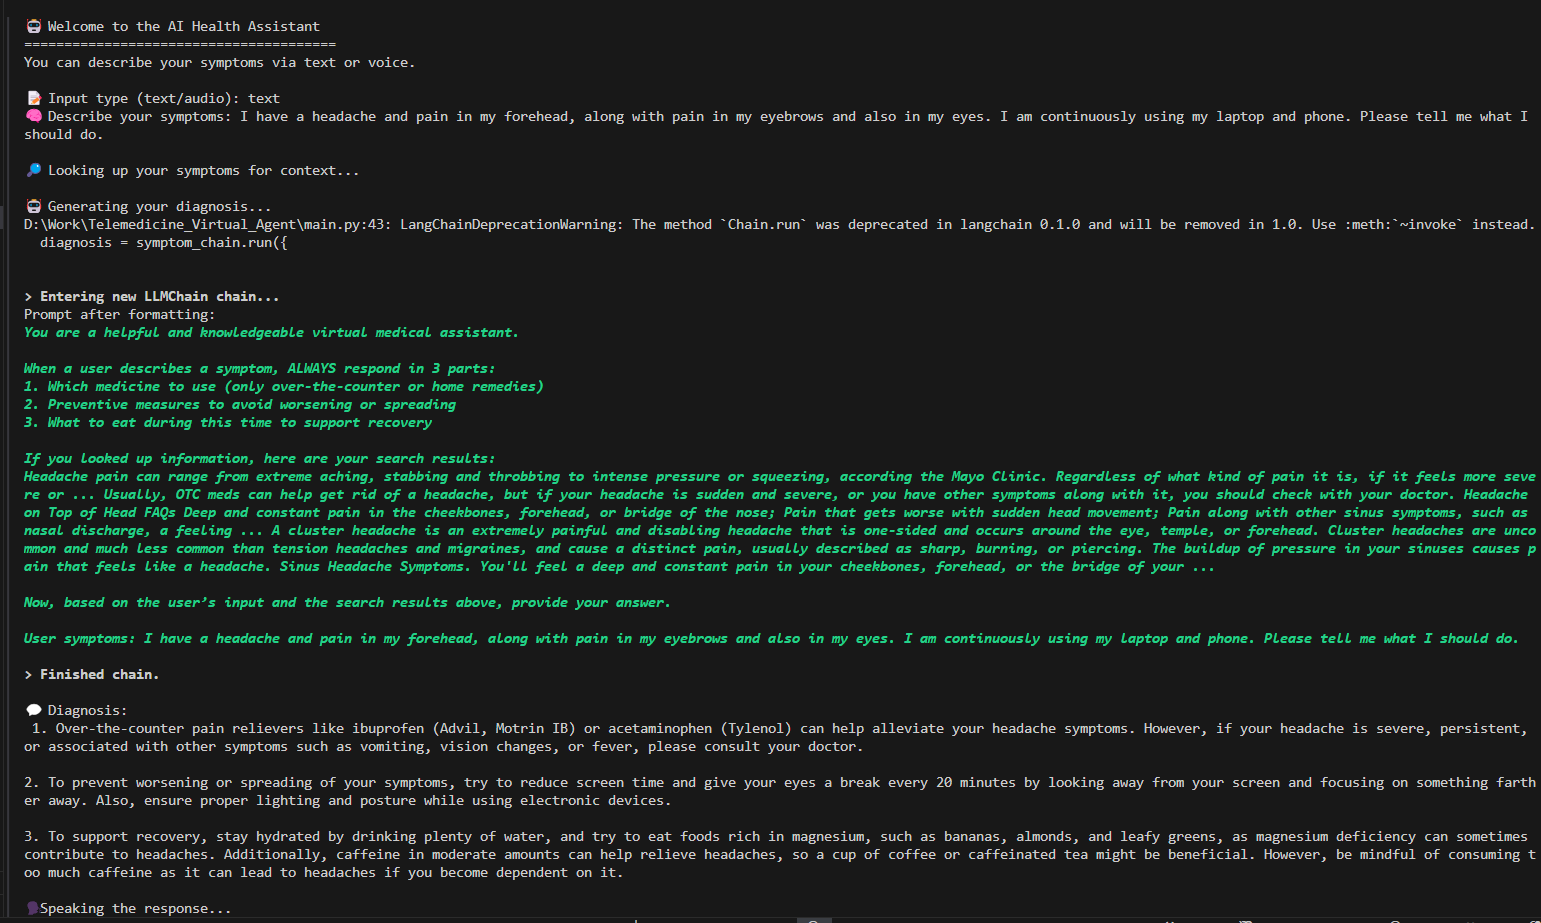 🤖 Welcome to the AI Health Assistant
=======================================
You can describe your symptoms via text or voice.
📝 Input type (text/audio): text
🧠 Describe your symptoms: I have a headache and pain in my forehead, along with pain in my eyebrows and also in my eyes. I am continuously using my laptop and phone. Please tell me what I
should do.
🔎 Looking up your symptoms for context...
🤖 Generating your diagnosis...
D:\Work\Telemedicine_Virtual_Agent\main.py:43: LangChainDeprecationWarning: The method `Chain.run` was deprecated in langchain 0.1.0 and will be removed in 1.0. Use :meth:`~invoke` instead.
diagnosis = symptom_chain.run({
> Entering new LLMChain chain...
Prompt after formatting:
You are a helpful and knowledgeable virtual medical assistant.
When a user describes a symptom, ALWAYS respond in 3 parts:
1. Which medicine to use (only over-the-counter or home remedies)
2. Preventive measures to avoid worsening or spreading
3. What to eat during this time to support recovery
If you looked up information, here are your search results:
Headache pain can range from extreme aching, stabbing and throbbing to intense pressure or squeezing, according the Mayo Clinic. Regardless of what kind of pain it is, if it feels more seve
re or ... Usually, OTC meds can help get rid of a headache, but if your headache is sudden and severe, or you have other symptoms along with it, you should check with your doctor. Headache
on Top of Head FAQs Deep and constant pain in the cheekbones, forehead, or bridge of the nose; Pain that gets worse with sudden head movement; Pain along with other sinus symptoms, such as
nasal discharge, a feeling ... A cluster headache is an extremely painful and disabling headache that is one-sided and occurs around the eye, temple, or forehead. Cluster headaches are unco
mmon and much less common than tension headaches and migraines, and cause a distinct pain, usually described as sharp, burning, or piercing. The buildup of pressure in your sinuses causes p
ain that feels like a headache. Sinus Headache Symptoms. You'll feel a deep and constant pain in your cheekbones, forehead, or the bridge of your ...
Now, based on the user’s input and the search results above, provide your answer.
User symptoms: I have a headache and pain in my forehead, along with pain in my eyebrows and also in my eyes. I am continuously using my laptop and phone. Please tell me what I should do.
> Finished chain.
💬 Diagnosis:
1. Over-the-counter pain relievers like ibuprofen (Advil, Motrin IB) or acetaminophen (Tylenol) can help alleviate your headache symptoms. However, if your headache is severe, persistent,
or associated with other symptoms such as vomiting, vision changes, or fever, please consult your doctor.
2. To prevent worsening or spreading of your symptoms, try to reduce screen time and give your eyes a break every 20 minutes by looking away from your screen and focusing on something farth
er away. Also, ensure proper lighting and posture while using electronic devices.
3. To support recovery, stay hydrated by drinking plenty of water, and try to eat foods rich in magnesium, such as bananas, almonds, and leafy greens, as magnesium deficiency can sometimes
contribute to headaches. Additionally, caffeine in moderate amounts can help relieve headaches, so a cup of coffee or caffeinated tea might be beneficial. However, be mindful of consuming t
oo much caffeine as it can lead to headaches if you become dependent on it.
🗣Speaking the response...